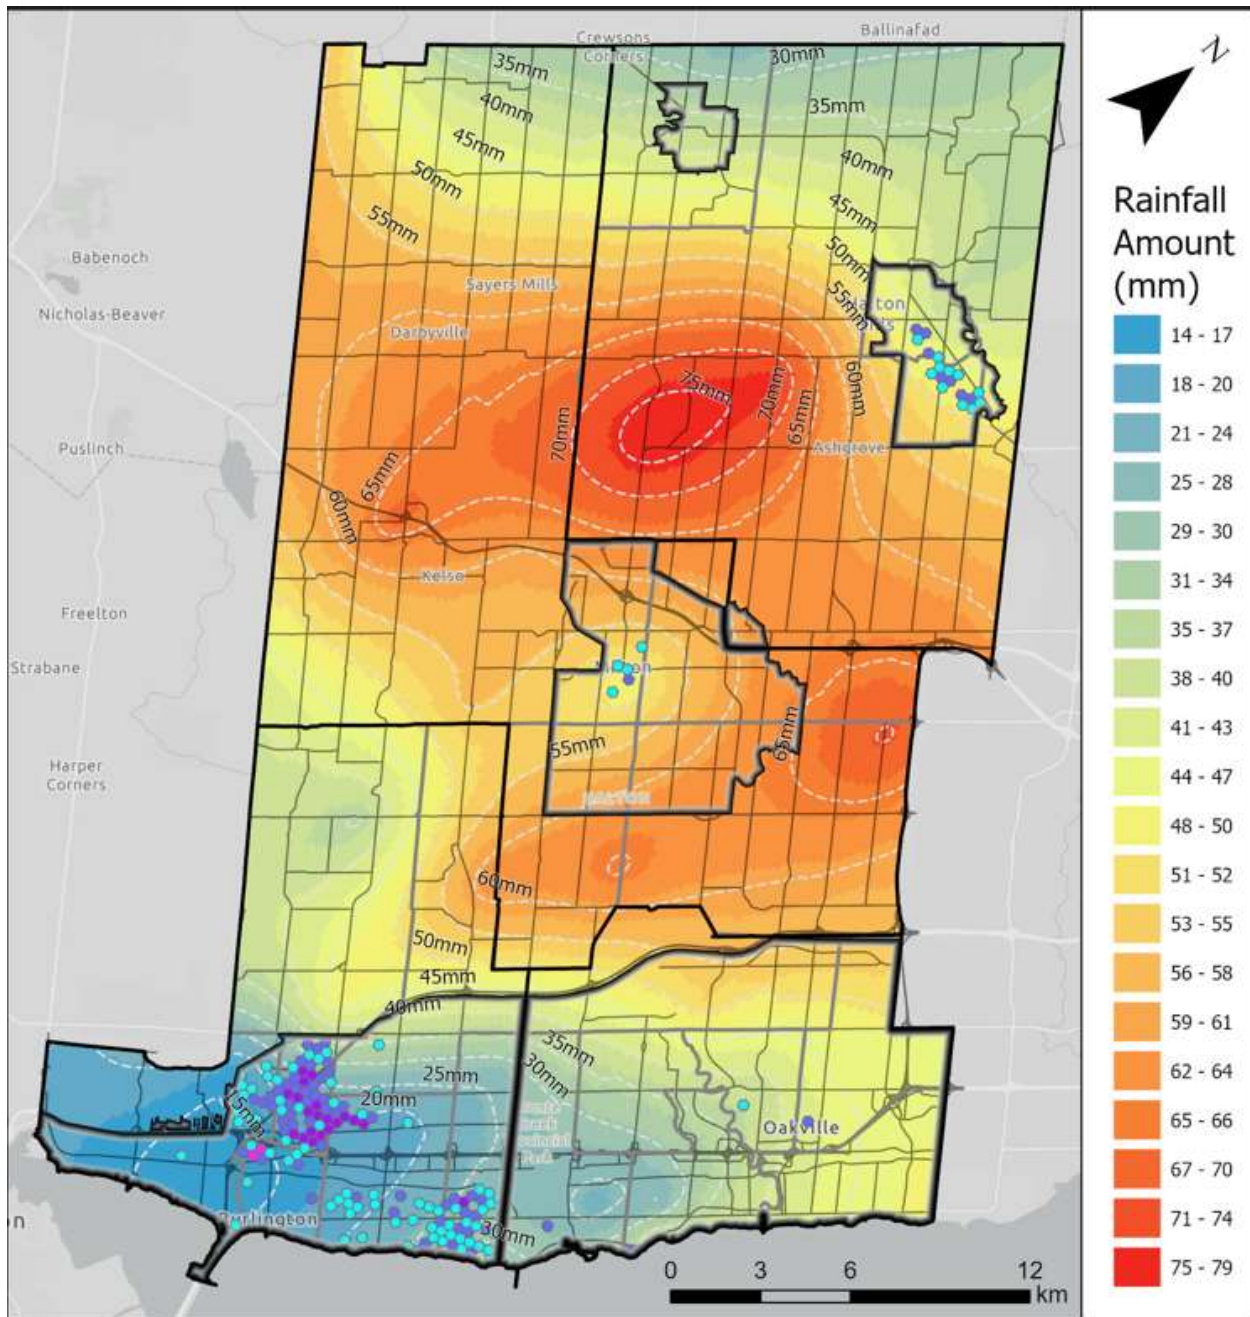 Crewsons
Corners
Ballinafad
30mm
35mm
35mm
40mm
40mm
45mm
45mm
50mm
50mm
55mm
55mm
Babenoch
Nicholas-Beaver
Sayers Mills
Darbyville
60mm
75mm
70mm
65mm
70mm
Ashgrove
Puslinch
65mm
60mm
Kelso
Freelton
Strabane
55mm
65mm
Harper
Corners
HALTON
60mm
50mm
45mm
40mm
35mm
30mm
25mm
20mm
15mm
Oakville
Burlington
30mm
on
0 3 6 12
km
N
Rainfall
Amount
(mm)
14 - 17
18 - 20
21 - 24
25 - 28
29 - 30
31 - 34
35 - 37
38 - 40
41 - 43
44 - 47
48 - 50
51 - 52
53 - 55
56 - 58
59 - 61
62 - 64
65 - 66
67 - 70
71 - 74
75 - 79